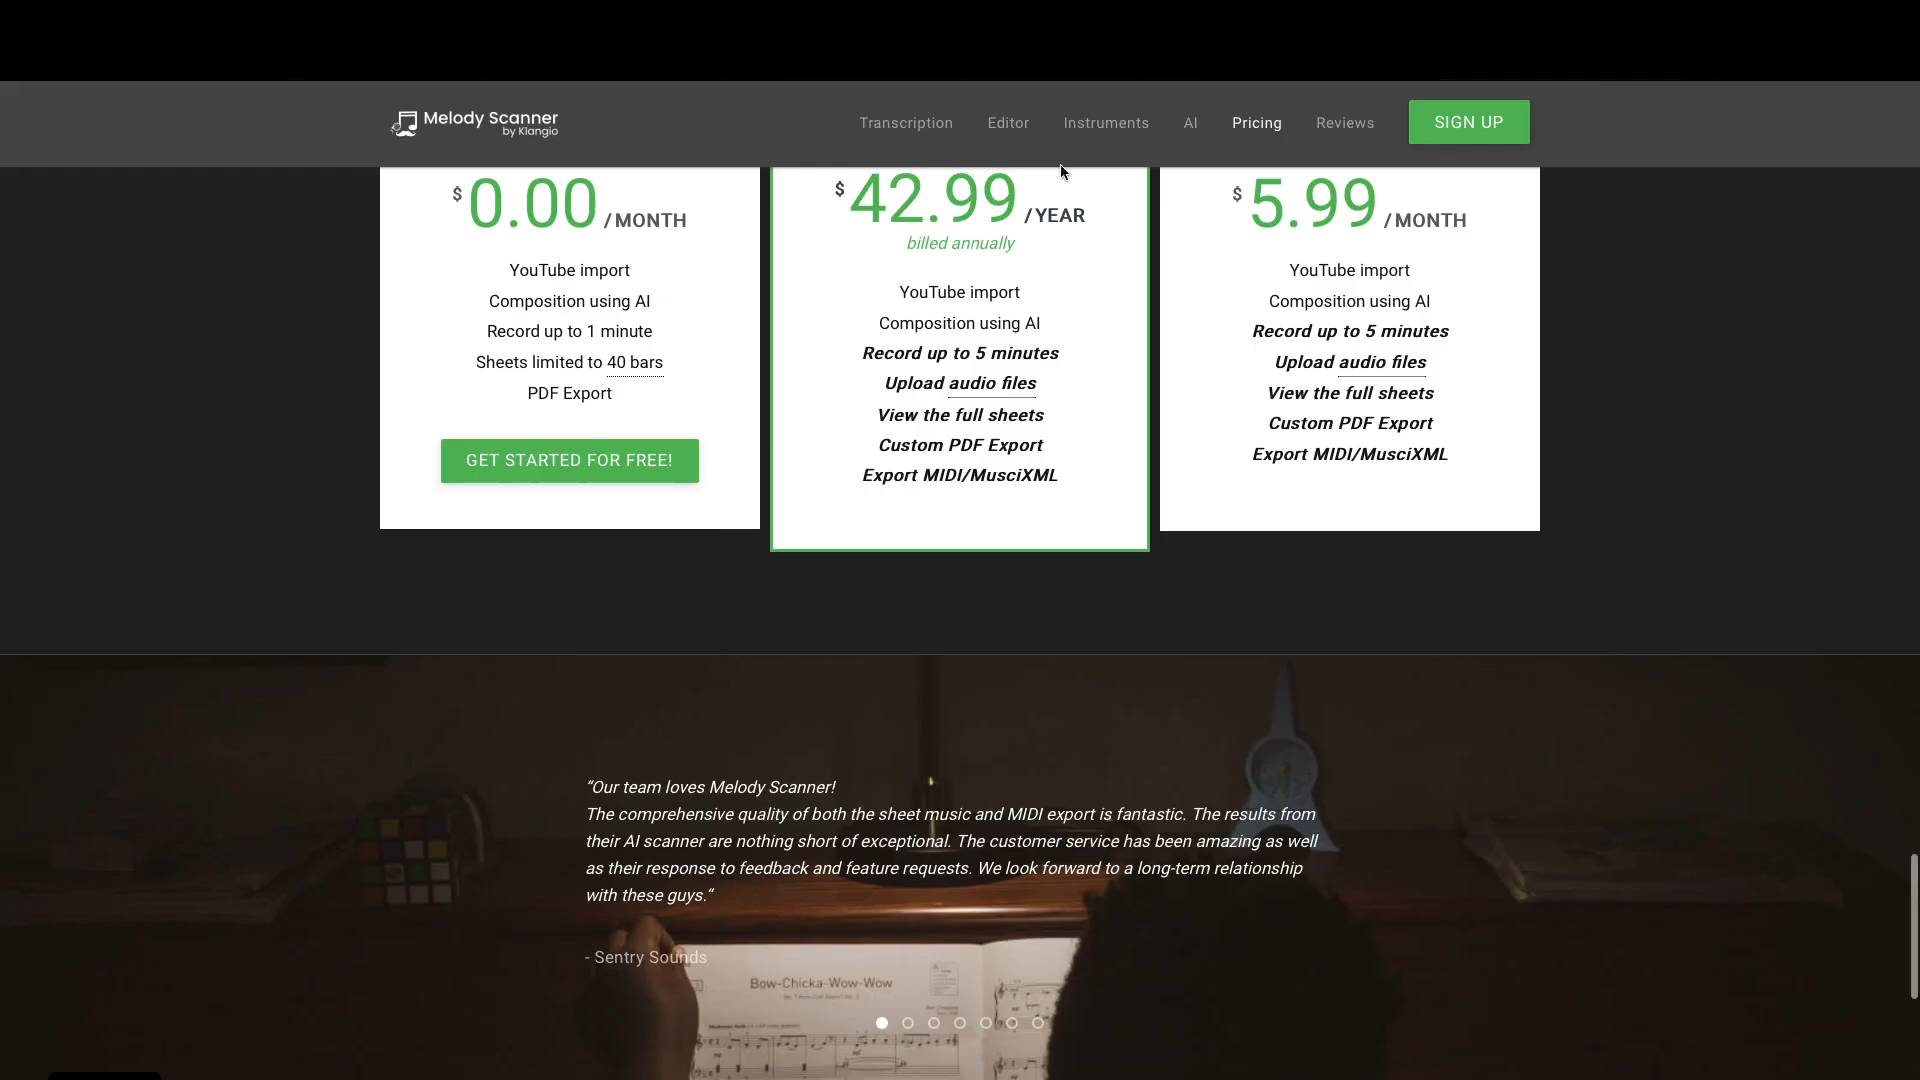 Melody Scanner
by Klangio
Transcription
Editor
Instruments
AI
Pricing
Reviews
SIGN UP
$ 0.00 / MONTH
YouTube import
Composition using AI
Record up to 1 minute
Sheets limited to 40 bars
PDF Export
GET STARTED FOR FREE!
$ 42.99 / YEAR
billed annually
YouTube import
Composition using AI
Record up to 5 minutes
Upload audio files
View the full sheets
Custom PDF Export
Export MIDI/MusciXML
$ 5.99 / MONTH
YouTube import
Composition using AI
Record up to 5 minutes
Upload audio files
View the full sheets
Custom PDF Export
Export MIDI/MusciXML
“Our team loves Melody Scanner!
The comprehensive quality of both the sheet music and MIDI export is fantastic. The results from
their AI scanner are nothing short of exceptional. The customer service has been amazing as well
as their response to feedback and feature requests. We look forward to a long-term relationship
with these guys.“
- Sentry Sounds
Bow-Chicka-Wow-Wow